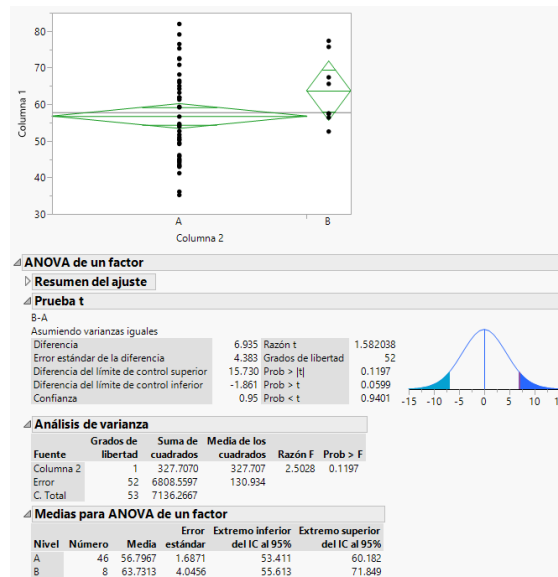 80
70
60
50
40
30
Columna 1
A
B
Columna 2
ANOVA de un factor
Resumen del ajuste
Prueba t
B-A
Asumiendo varianzas iguales
Diferencia 6.935 Razón t 1.582038
Error estándar de la diferencia 4.383 Grados de libertad 52
Diferencia del límite de control superior 15.730 Prob > |t| 0.1197
Diferencia del límite de control inferior -1.861 Prob > t 0.0599
Confianza 0.95 Prob < t 0.9401
-15 -10 -5 0 5 10
Análisis de varianza
Grados de Suma de Media de los
Fuente libertad cuadrados cuadrados Razón F Prob > F
Columna 2 1 327.7070 327.707 2.5028 0.1197
Error 52 6808.5597 130.934
C. Total 53 7136.2667
Medias para ANOVA de un factor
Error Extremo inferior Extremo superior
Nivel Número Media estándar del IC al 95% del IC al 95%
A 46 56.7967 1.6871 53.411 60.182
B 8 63.7313 4.0456 55.613 71.849